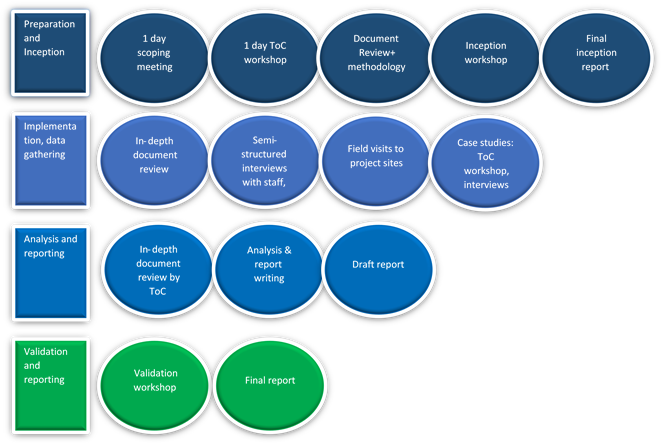 Preparation
and
Inception
1 day
scoping
meeting
1 day ToC
workshop
Document
Review+
methodology
Inception
workshop
Final
inception
report
Implementa
tion, data
gathering
In-depth
document
review
Semi-
structured
interviews
with staff,
Field visits to
project sites
Case studies:
ToC
workshop,
interviews
Analysis and
reporting
In-depth
document
review by
ToC
Analysis &
report
writing
Draft report
Validation
and
reporting
Validation
workshop
Final report